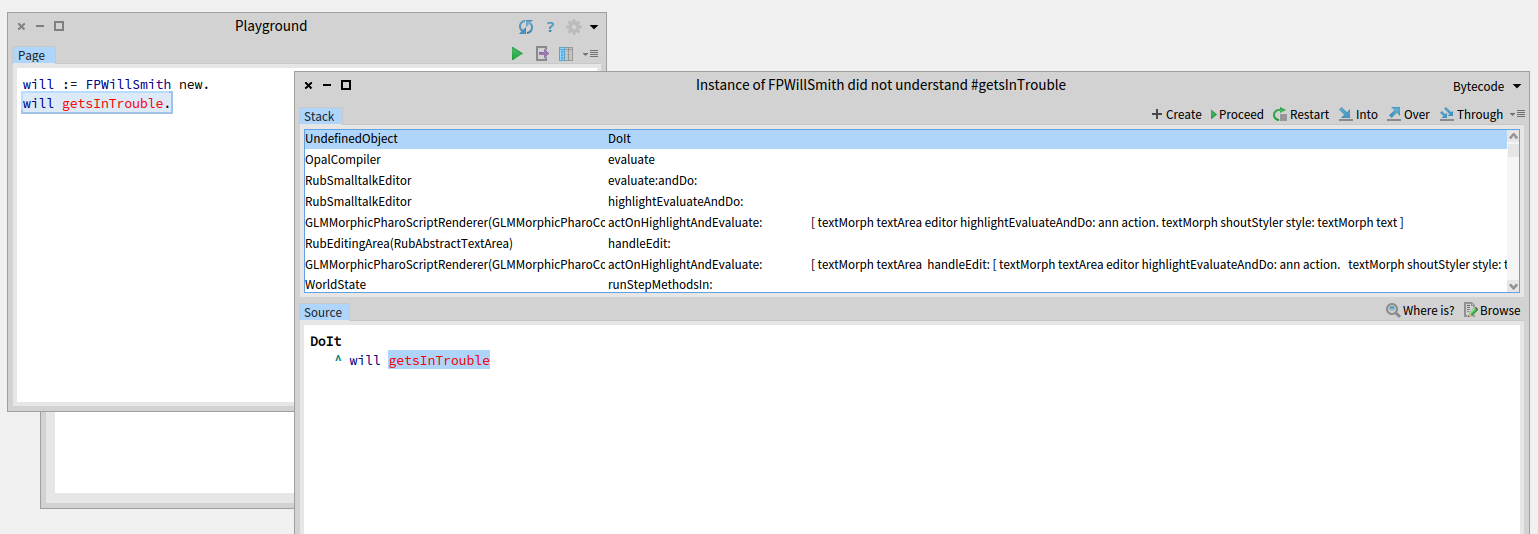 Playground
?
Page
will := FPWillSmith new.
will getsInTrouble.
Instance of FPWillSmith did not understand #getsInTrouble
Bytecode
Stack
Create Proceed Restart Into Over Through
UndefinedObject DoIt
OpalCompiler evaluate
RubSmalltalkEditor evaluate:andDo:
RubSmalltalkEditor highlightEvaluateAndDo:
GLMMorphicPharoScriptRenderer(GLMMorphicPharoCc actOnHighlightAndEvaluate: [ textMorph textArea editor highlightEvaluateAndDo: ann action. textMorph shoutStyler style: textMorph text ]
RubEditingArea(RubAbstractTextArea) handleEdit:
GLMMorphicPharoScriptRenderer(GLMMorphicPharoCc actOnHighlightAndEvaluate: [ textMorph textArea handleEdit: [ textMorph textArea editor highlightEvaluateAndDo: ann action. textMorph shoutStyler style: t
WorldState runStepMethodsIn:
Source
Where is? Browse
DoIt
^ will getsInTrouble